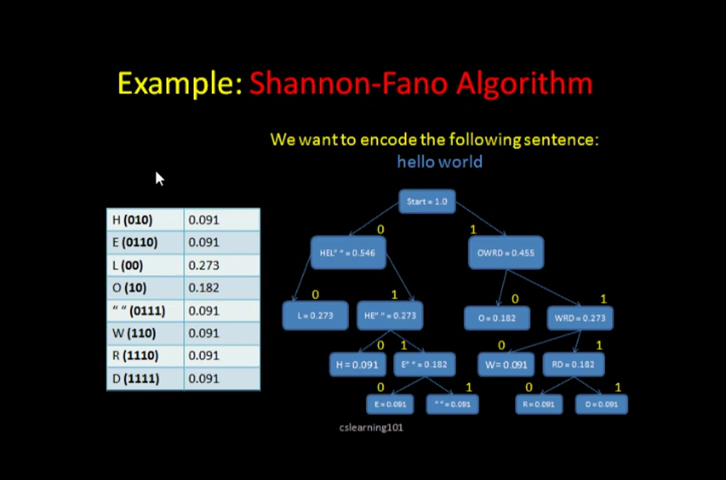 Example: Shannon-Fano Algorithm
We want to encode the following sentence:
hello world
H (010) 0.091
E (0110) 0.091
L (00) 0.273
O (10) 0.182
“ ” (0111) 0.091
W (110) 0.091
R (1110) 0.091
D (1111) 0.091
Start = 1.0
0 1
HEL“ ” = 0.546 OWRD = 0.455
0 1 0 1
L = 0.273 HE“ ” = 0.273 O = 0.182 WRD = 0.273
0 1 0 1
H = 0.091 E“ ” = 0.182 W = 0.091 RD = 0.182
0 1 0 1
E = 0.091 “ ” = 0.091 R = 0.091 D = 0.091
cslearning101